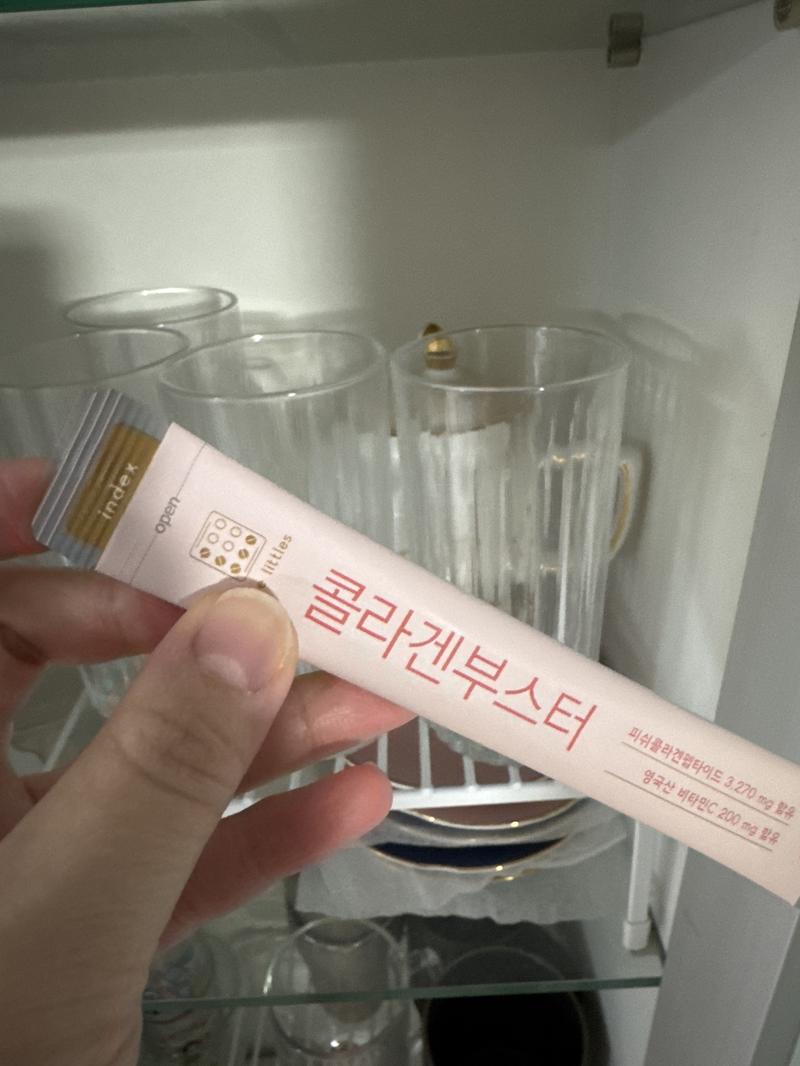 index
open
littles
콜라겐부스터
피쉬콜라겐펩타이드 3,270 mg 함유
영국산 비타민C 200 mg 함유